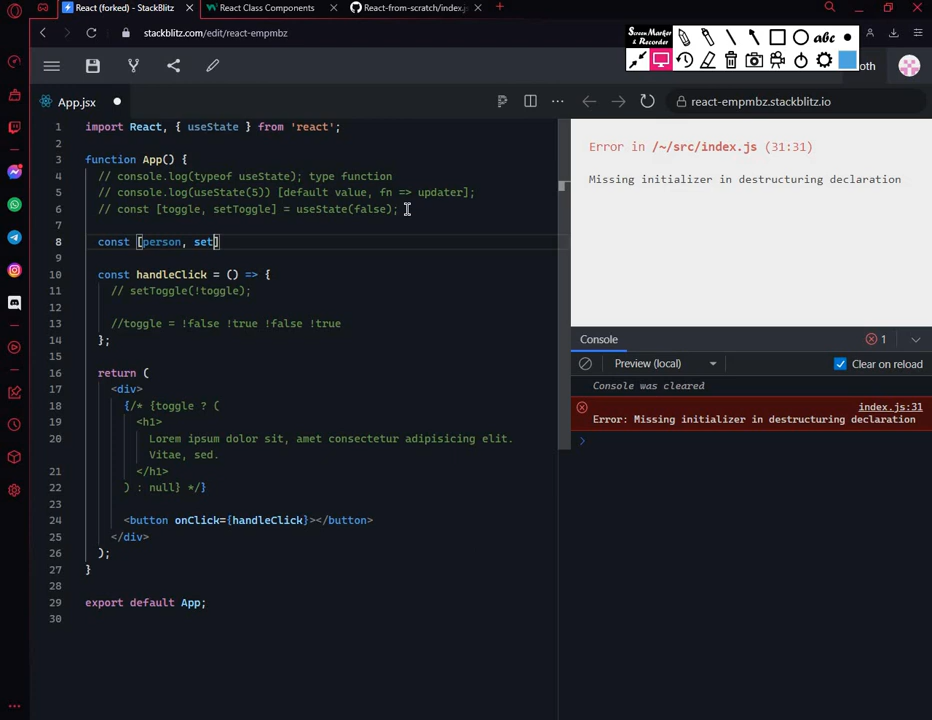 React (forked) - StackBlitz
React Class Components
React-from-scratch/index.j
stackblitz.com/edit/react-empmbz
Screen Marker
& Recorder
abc
oth
App.jsx
react-empmbz.stackblitz.io
1 import React, { useState } from 'react';
2
3 function App() {
4 // console.log(typeof useState); type function
5 // console.log(useState(5)) [default value, fn => updater];
6 // const [toggle, setToggle] = useState(false);
7
8 const [person, set]
9
10 const handleClick = () => {
11 // setToggle(!toggle);
12
13 //toggle = !false !true !false !true
14 };
15
16 return (
17 <div>
18 {/* {toggle ? (
19 <h1>
20 Lorem ipsum dolor sit, amet consectetur adipisicing elit.
Vitae, sed.
21 </h1>
22 ) : null} */}
23
24 <button onClick={handleClick}></button>
25 </div>
26 );
27 }
28
29 export default App;
30
Error in /~/src/index.js (31:31)
Missing initializer in destructuring declaration
Console
1
Preview (local)
Clear on reload
Console was cleared
index.js:31
Error: Missing initializer in destructuring declaration